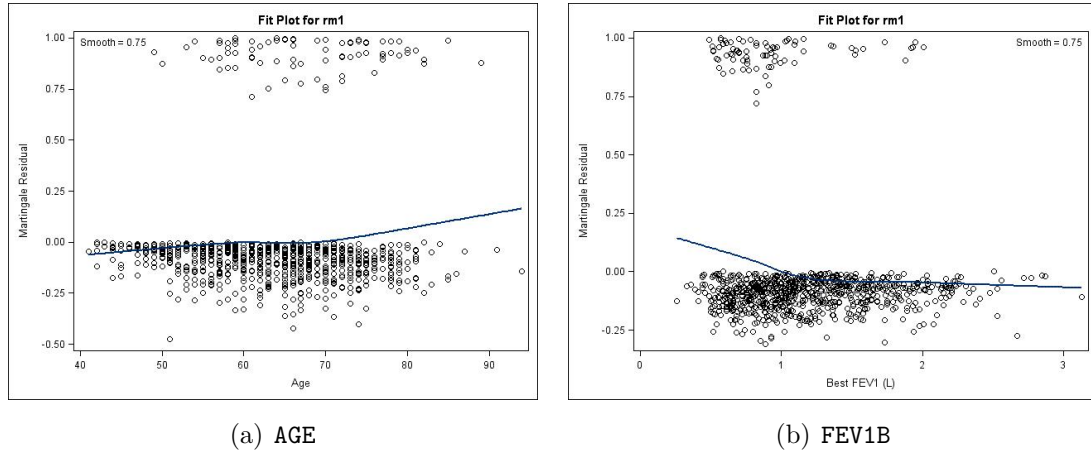 Fit Plot for rm1
Smooth = 0.75
1.00
0.75
0.50
0.25
0.00
-0.25
-0.50
Martingale Residual
40 50 60 70 80 90
Age
(a) AGE
Fit Plot for rm1
Smooth = 0.75
1.00
0.75
0.50
0.25
0.00
-0.25
Martingale Residual
0 1 2 3
Best FEV1 (L)
(b) FEV1B